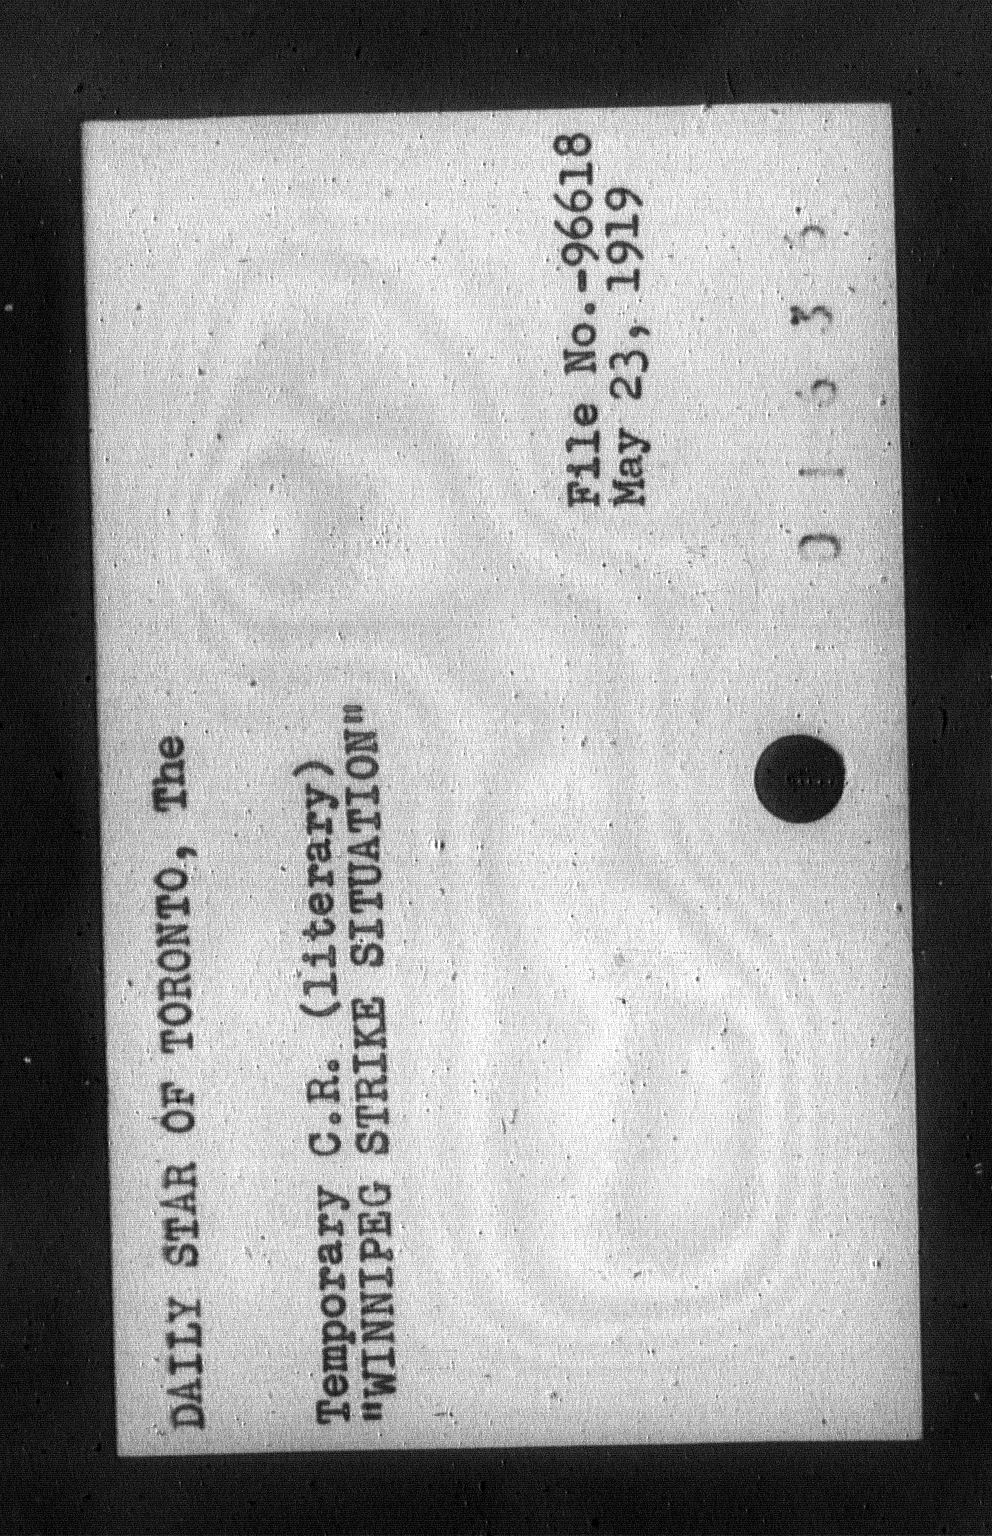 DAILY STAR OF TORONTO, The
Temporary C.R. (literary)
"WINNIPEG STRIKE SITUATION"
File No.-96618
May 23, 1919